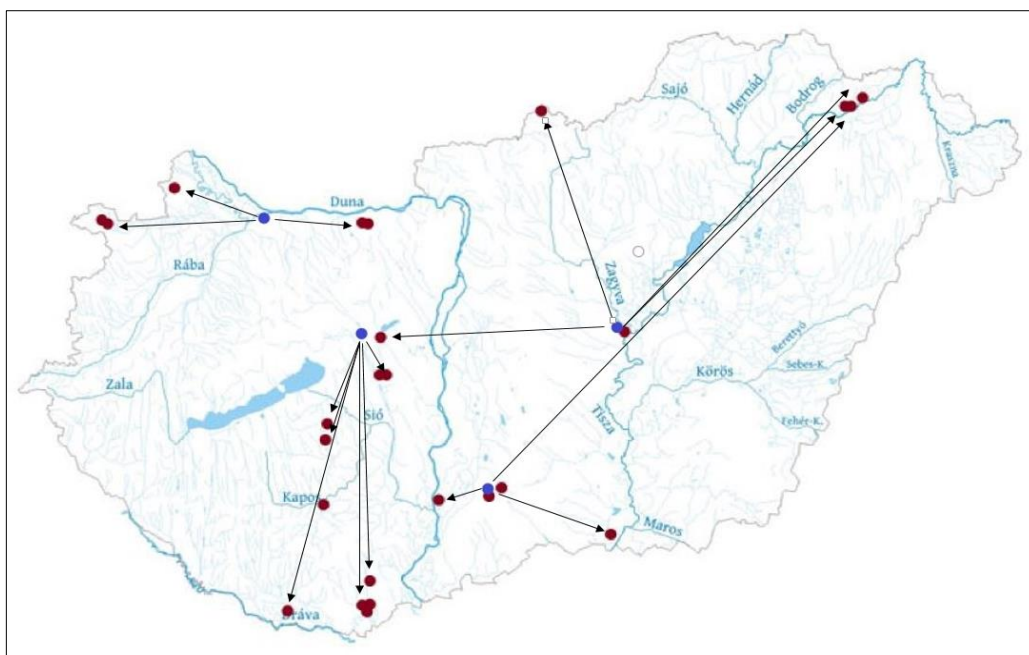 Sajó
Hernád
Bodrog
Kraszna
Duna
Rába
Zagyva
Berettyó
Sebes-K.
Körös
Zala
Sió
Tisza
Fehér-K.
Kapos
Maros
Dráva